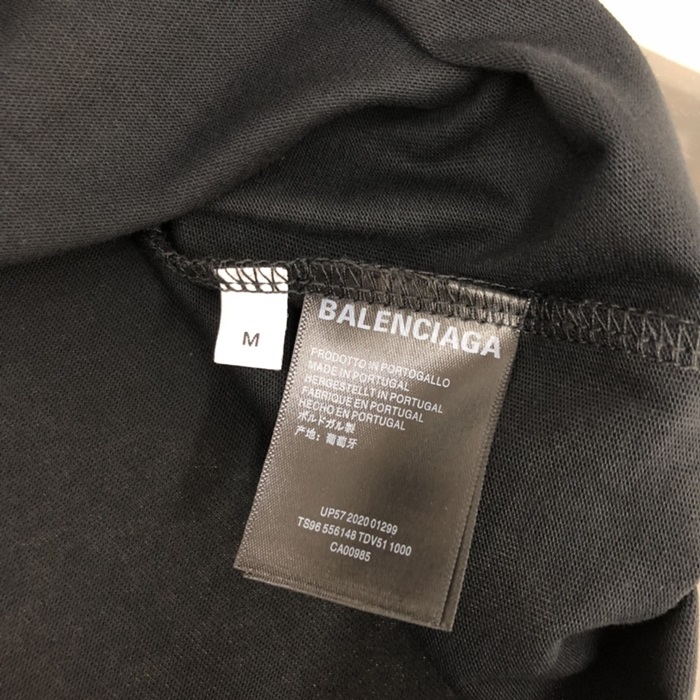 M
BALENCIAGA
PRODOTTO IN PORTOGALLO
MADE IN PORTUGAL
HERGESTELLT IN PORTUGAL
FABRIQUE EN PORTUGAL
HECHO EN PORTUGAL
ポルトガル製
产地：葡萄牙
UP57 2020 01299
TS96 556148 TDV51 1000
CA00985